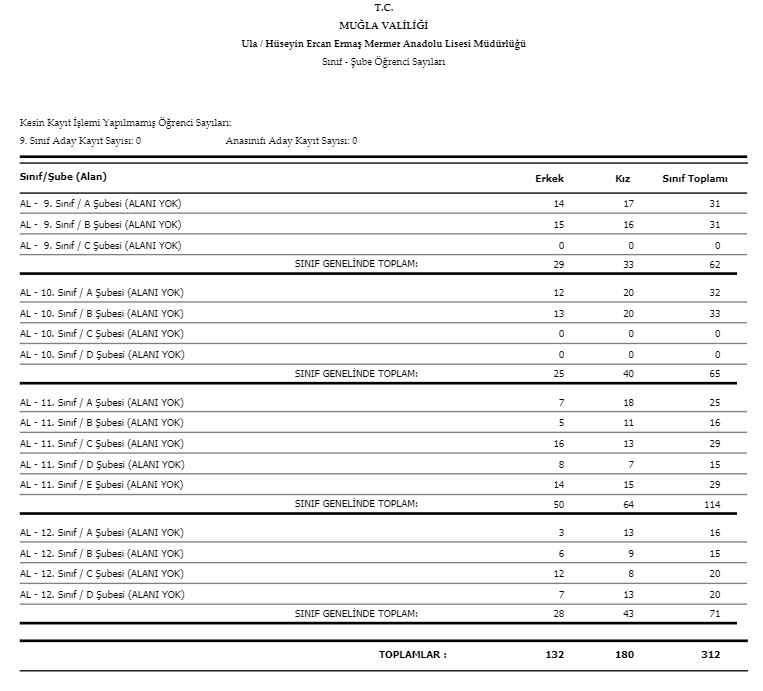 T.C.
MUĞLA VALİLİĞİ
Ula / Hüseyin Ercan Ermaş Mermer Anadolu Lisesi Müdürlüğü
Sınıf - Şube Öğrenci Sayıları
Kesin Kayıt İşlemi Yapılmamış Öğrenci Sayıları:
9. Sınıf Aday Kayıt Sayısı: 0 Anasınıfı Aday Kayıt Sayısı: 0
Sınıf/Şube (Alan) Erkek Kız Sınıf Toplamı
AL - 9. Sınıf / A Şubesi (ALANI YOK) 14 17 31
AL - 9. Sınıf / B Şubesi (ALANI YOK) 15 16 31
AL - 9. Sınıf / C Şubesi (ALANI YOK) 0 0 0
SINIF GENELİNDE TOPLAM: 29 33 62
AL - 10. Sınıf / A Şubesi (ALANI YOK) 12 20 32
AL - 10. Sınıf / B Şubesi (ALANI YOK) 13 20 33
AL - 10. Sınıf / C Şubesi (ALANI YOK) 0 0 0
AL - 10. Sınıf / D Şubesi (ALANI YOK) 0 0 0
SINIF GENELİNDE TOPLAM: 25 40 65
AL - 11. Sınıf / A Şubesi (ALANI YOK) 7 18 25
AL - 11. Sınıf / B Şubesi (ALANI YOK) 5 11 16
AL - 11. Sınıf / C Şubesi (ALANI YOK) 16 13 29
AL - 11. Sınıf / D Şubesi (ALANI YOK) 8 7 15
AL - 11. Sınıf / E Şubesi (ALANI YOK) 14 15 29
SINIF GENELİNDE TOPLAM: 50 64 114
AL - 12. Sınıf / A Şubesi (ALANI YOK) 3 13 16
AL - 12. Sınıf / B Şubesi (ALANI YOK) 6 9 15
AL - 12. Sınıf / C Şubesi (ALANI YOK) 12 8 20
AL - 12. Sınıf / D Şubesi (ALANI YOK) 7 13 20
SINIF GENELİNDE TOPLAM: 28 43 71
TOPLAMLAR : 132 180 312